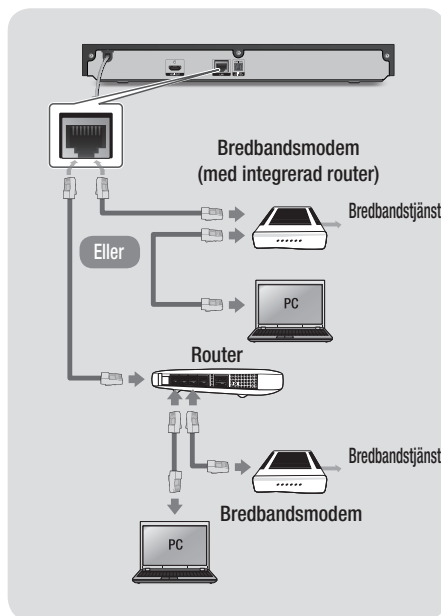 Bredbandsmodem
(med integrerad router)
Bredbandstjänst
Eller
PC
Router
Bredbandstjänst
Bredbandsmodem
PC